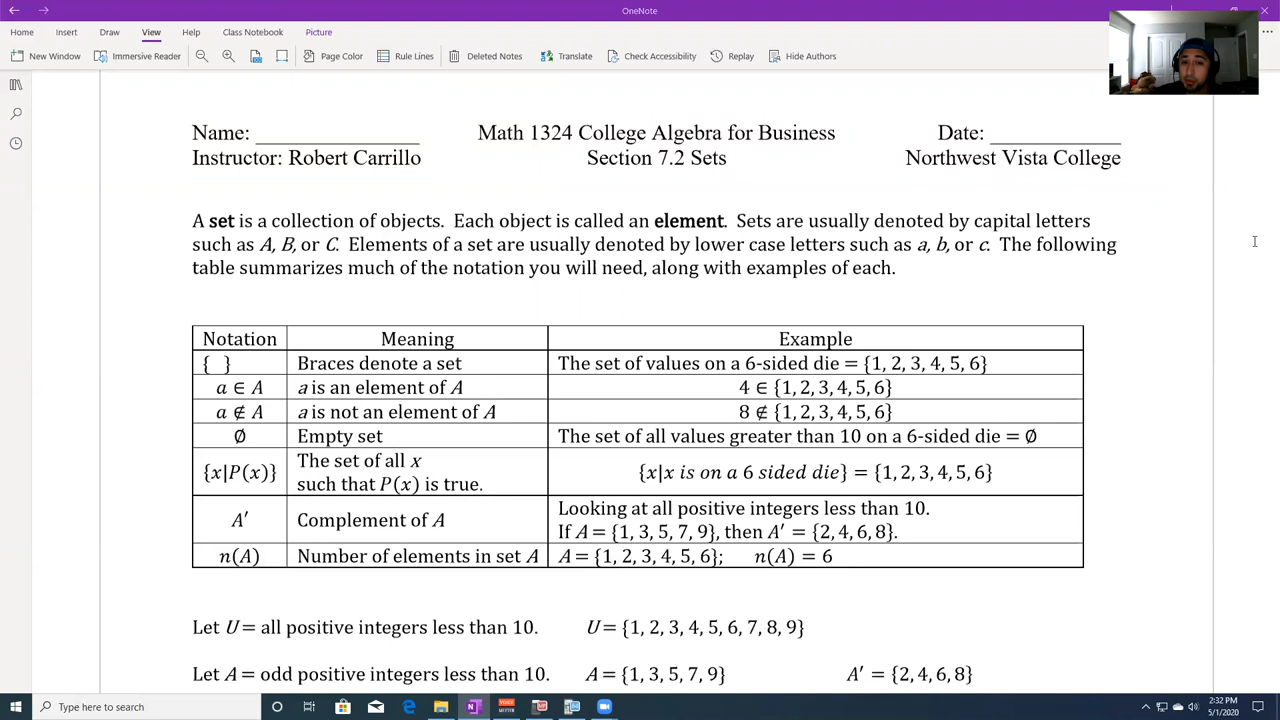 OneNote
Home Insert Draw View Help Class Notebook Picture
New Window Immersive Reader Page Color Rule Lines Deleted Notes Translate Check Accessibility Replay Hide Authors
Name: _______________ Math 1324 College Algebra for Business Date: ____________
Instructor: Robert Carrillo Section 7.2 Sets Northwest Vista College
A set is a collection of objects. Each object is called an element. Sets are usually denoted by capital letters
such as A, B, or C. Elements of a set are usually denoted by lower case letters such as a, b, or c. The following
table summarizes much of the notation you will need, along with examples of each.
Notation Meaning Example
{ } Braces denote a set The set of values on a 6-sided die = {1, 2, 3, 4, 5, 6}
a ∈ A a is an element of A 4 ∈ {1, 2, 3, 4, 5, 6}
a ∉ A a is not an element of A 8 ∉ {1, 2, 3, 4, 5, 6}
∅ Empty set The set of all values greater than 10 on a 6-sided die = ∅
{x|P(x)} The set of all x
such that P(x) is true. {x|x is on a 6 sided die} = {1, 2, 3, 4, 5, 6}
A′ Complement of A Looking at all positive integers less than 10.
If A = {1, 3, 5, 7, 9}, then A′ = {2, 4, 6, 8}.
n(A) Number of elements in set A A = {1, 2, 3, 4, 5, 6}; n(A) = 6
Let U = all positive integers less than 10. U = {1, 2, 3, 4, 5, 6, 7, 8, 9}
Let A = odd positive integers less than 10. A = {1, 3, 5, 7, 9} A′ = {2, 4, 6, 8}
Type here to search
2:32 PM
5/1/2020